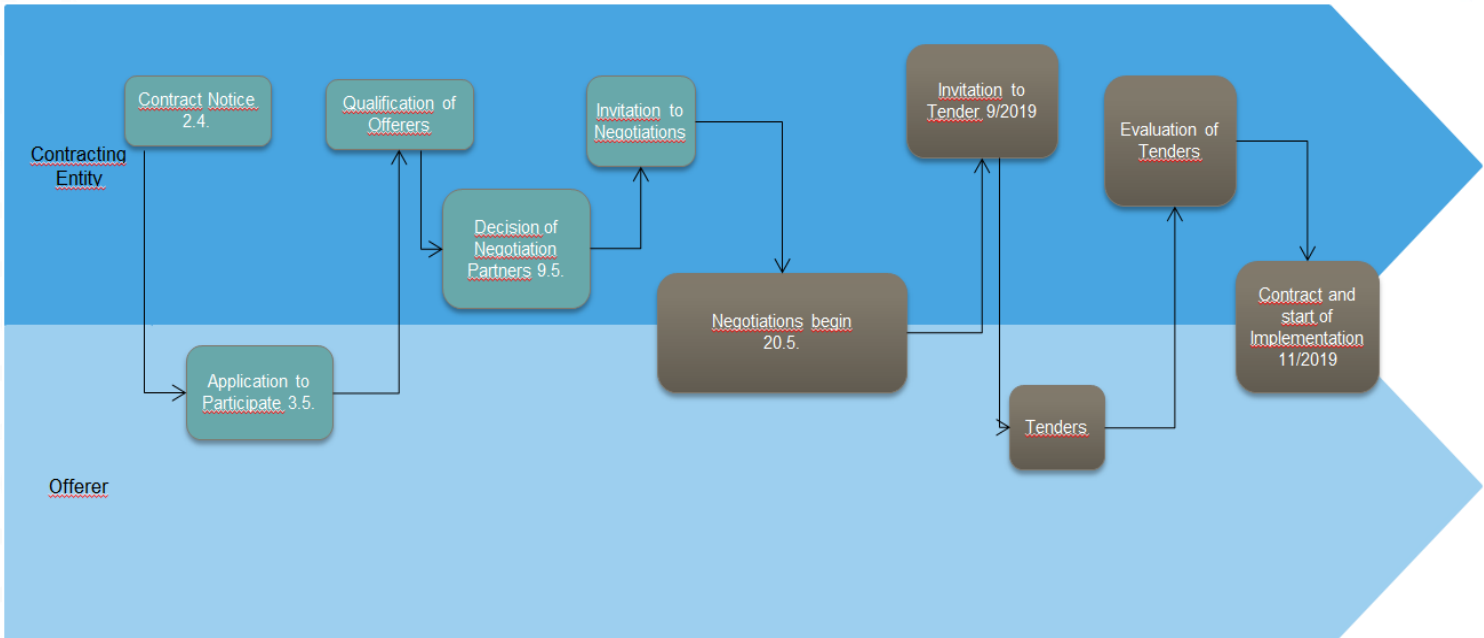 Contracting
Entity
Contract Notice
2.4.
Application to
Participate 3.5.
Qualification of
Offerers
Decision of
Negotiation
Partners 9.5.
Invitation to
Negotiations
Negotiations begin
20.5.
Invitation to
Tender 9/2019
Tenders
Evaluation of
Tenders
Contract and
start of
Implementation
11/2019
Offerer